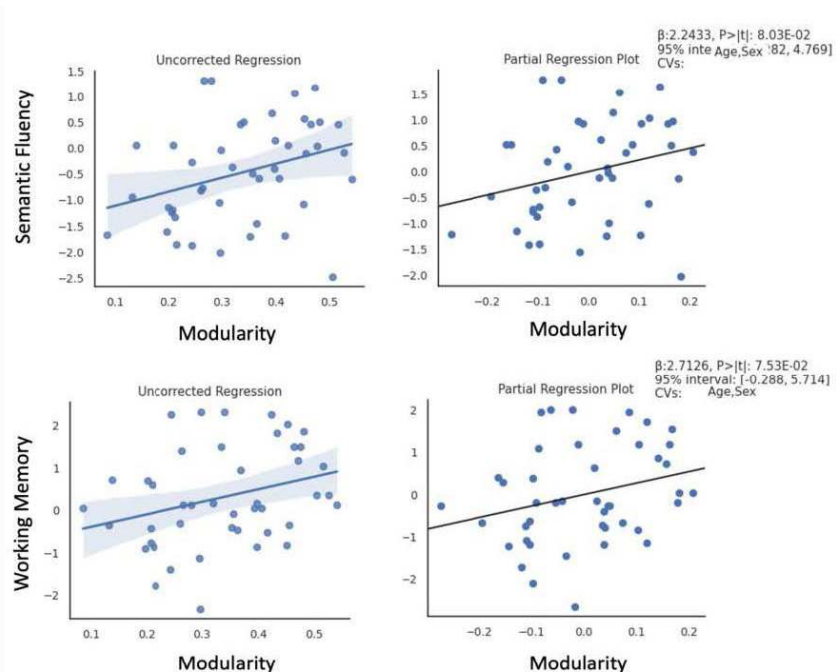 Uncorrected Regression
Semantic Fluency
1.5
1.0
0.5
0.0
−0.5
−1.0
−1.5
−2.0
−2.5
0.1 0.2 0.3 0.4 0.5
Modularity
β:2.2433, P>|t|: 8.03E-02
95% inte Age,Sex 82, 4.769]
CVs:
Partial Regression Plot
1.5
1.0
0.5
0.0
−0.5
−1.0
−1.5
−2.0
−0.2 −0.1 0.0 0.1 0.2
Modularity
Uncorrected Regression
Working Memory
2
1
0
−1
−2
0.1 0.2 0.3 0.4 0.5
Modularity
β:2.7126, P>|t|: 7.53E-02
95% interval: [-0.288, 5.714]
CVs: Age,Sex
Partial Regression Plot
2
1
0
−1
−2
−0.2 −0.1 0.0 0.1 0.2
Modularity